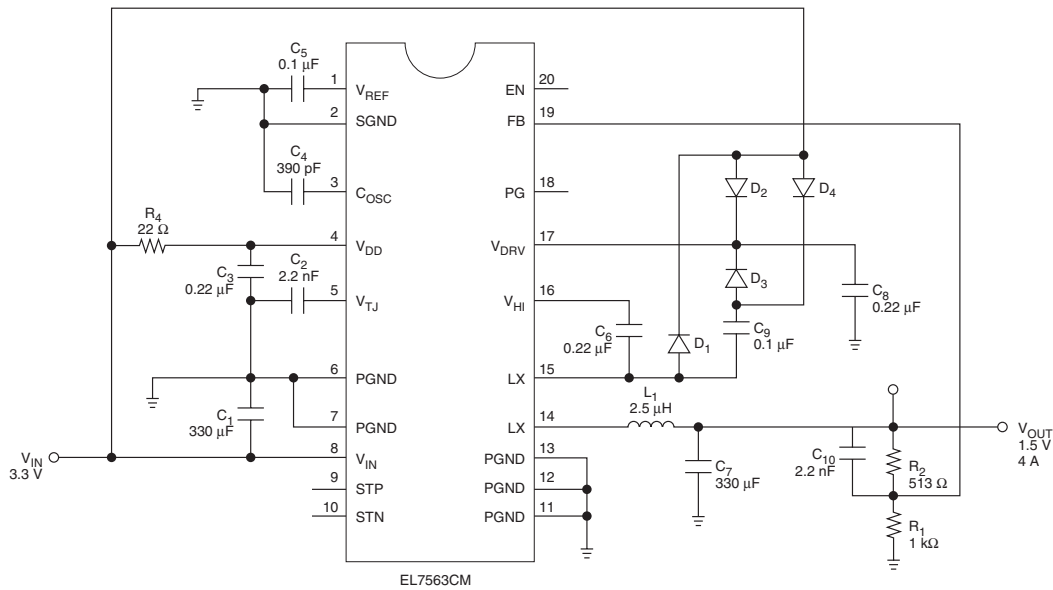 C5
0.1 µF
1
VREF
2
SGND
C4
390 pF
3
COSC
R4
22 Ω
4
VDD
C3
0.22 µF
C2
2.2 nF
5
VTJ
6
PGND
C1
330 µF
7
PGND
VIN
3.3 V
8
VIN
9
STP
10
STN
EL7563CM
20
EN
19
FB
18
PG
17
VDRV
16
VHI
15
LX
14
LX
13
PGND
12
PGND
11
PGND
D2
D4
D3
C8
0.22 µF
C6
0.22 µF
D1
C9
0.1 µF
L1
2.5 µH
C7
330 µF
C10
2.2 nF
R2
513 Ω
R1
1 kΩ
VOUT
1.5 V
4 A